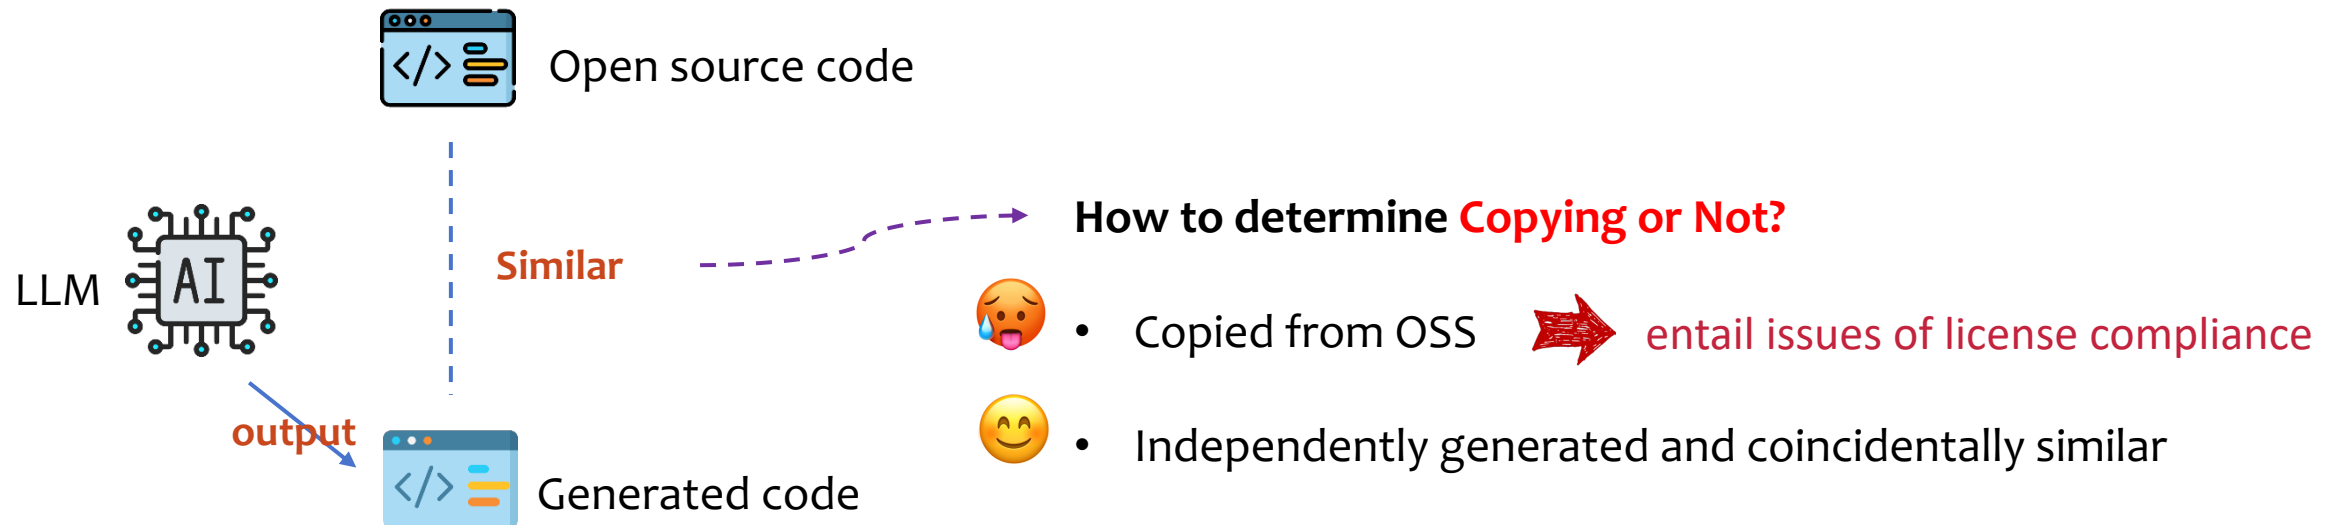 Open source code
How to determine Copying or Not?
Similar
LLM
AI
• Copied from OSS
entail issues of license compliance
output
• Independently generated and coincidentally similar
</> Generated code
</>